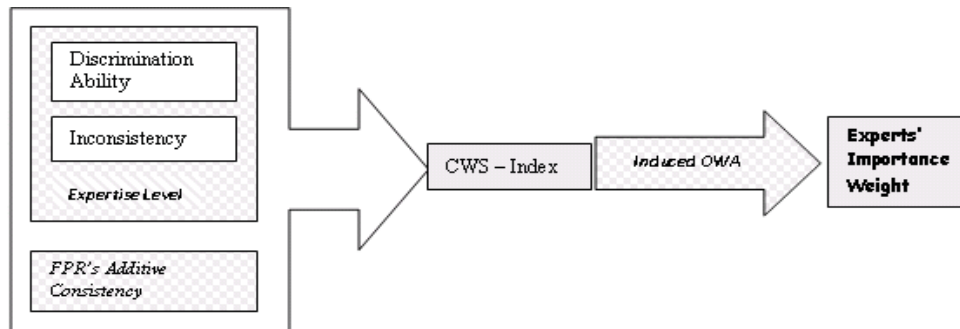 Discrimination
Ability
Inconsistency
Expertise Level
FPR's Additive
Consistency
CWS – Index
Induced OWA
Experts'
Importance
Weight